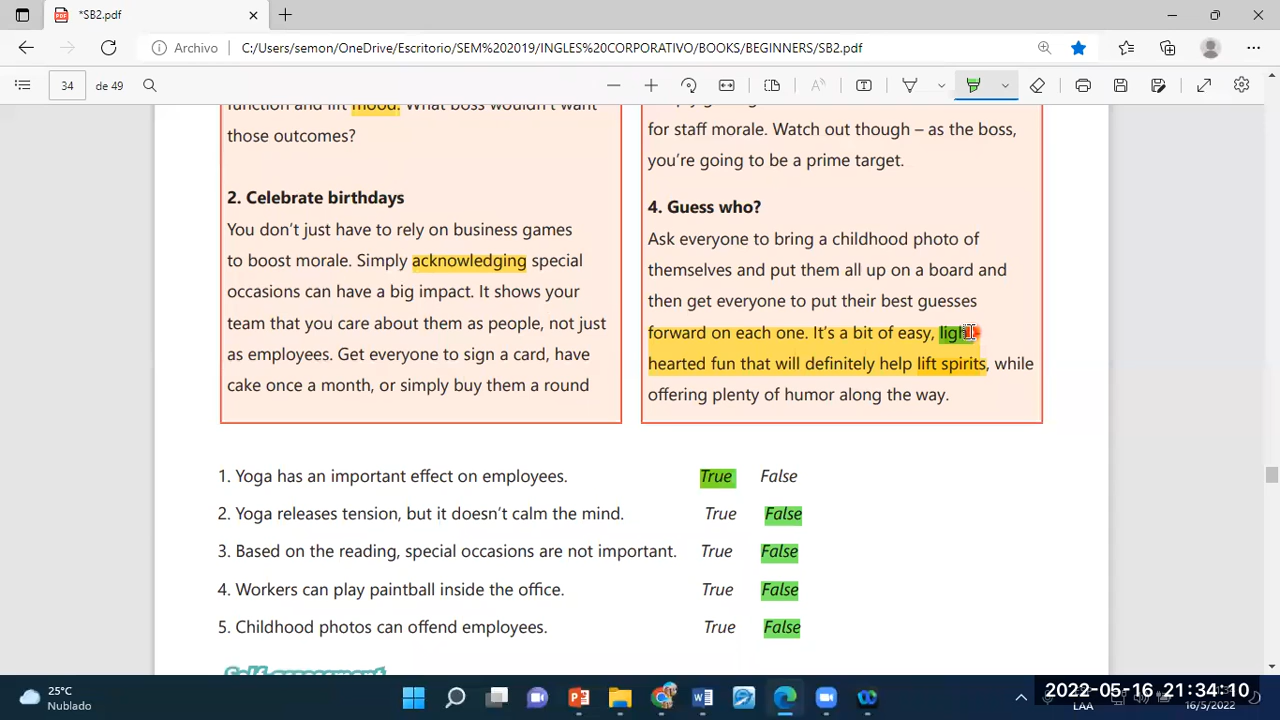 *SB2.pdf
Archivo
C:/Users/semon/OneDrive/Escritorio/SEM%202019/INGLES%20CORPORATIVO/BOOKS/BEGINNERS/SB2.pdf
34 de 49
function and lift mood. What boss wouldn't want
those outcomes?
2. Celebrate birthdays
You don't just have to rely on business games
to boost morale. Simply acknowledging special
occasions can have a big impact. It shows your
team that you care about them as people, not just
as employees. Get everyone to sign a card, have
cake once a month, or simply buy them a round
for staff morale. Watch out though – as the boss,
you're going to be a prime target.
4. Guess who?
Ask everyone to bring a childhood photo of
themselves and put them all up on a board and
then get everyone to put their best guesses
forward on each one. It's a bit of easy, light
hearted fun that will definitely help lift spirits, while
offering plenty of humor along the way.
1. Yoga has an important effect on employees. True False
2. Yoga releases tension, but it doesn't calm the mind. True False
3. Based on the reading, special occasions are not important. True False
4. Workers can play paintball inside the office. True False
5. Childhood photos can offend employees. True False
Self-assessment
25°C
Nublado
2022-05-16 21:34:10
LAA
16/5/2022